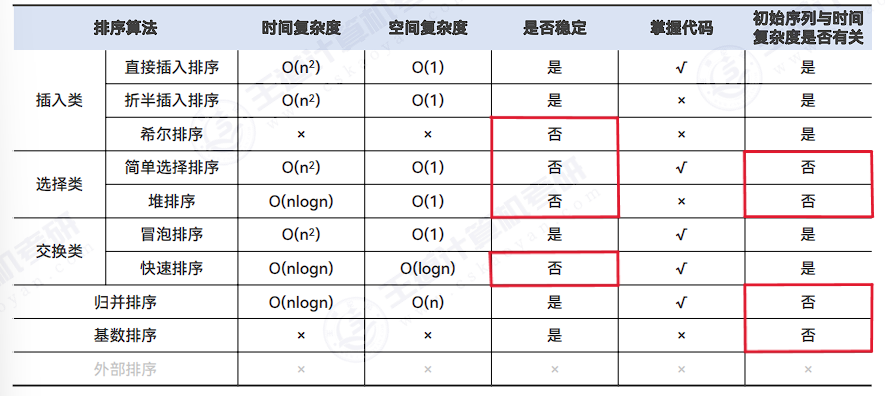 排序算法 时间复杂度 空间复杂度 是否稳定 掌握代码 初始序列与时间
复杂度是否有关
插入类 直接插入排序 O(n²) O(1) 是 √ 是
折半插入排序 O(n²) O(1) 是 × 是
希尔排序 × × 否 × 是
选择类 简单选择排序 O(n²) O(1) 否 √ 否
堆排序 O(nlogn) O(1) 否 × 否
交换类 冒泡排序 O(n²) O(1) 是 √ 是
快速排序 O(nlogn) O(logn) 否 √ 是
归并排序 O(nlogn) O(n) 是 √ 否
基数排序 × × 是 × 否
外部排序 × × × × ×